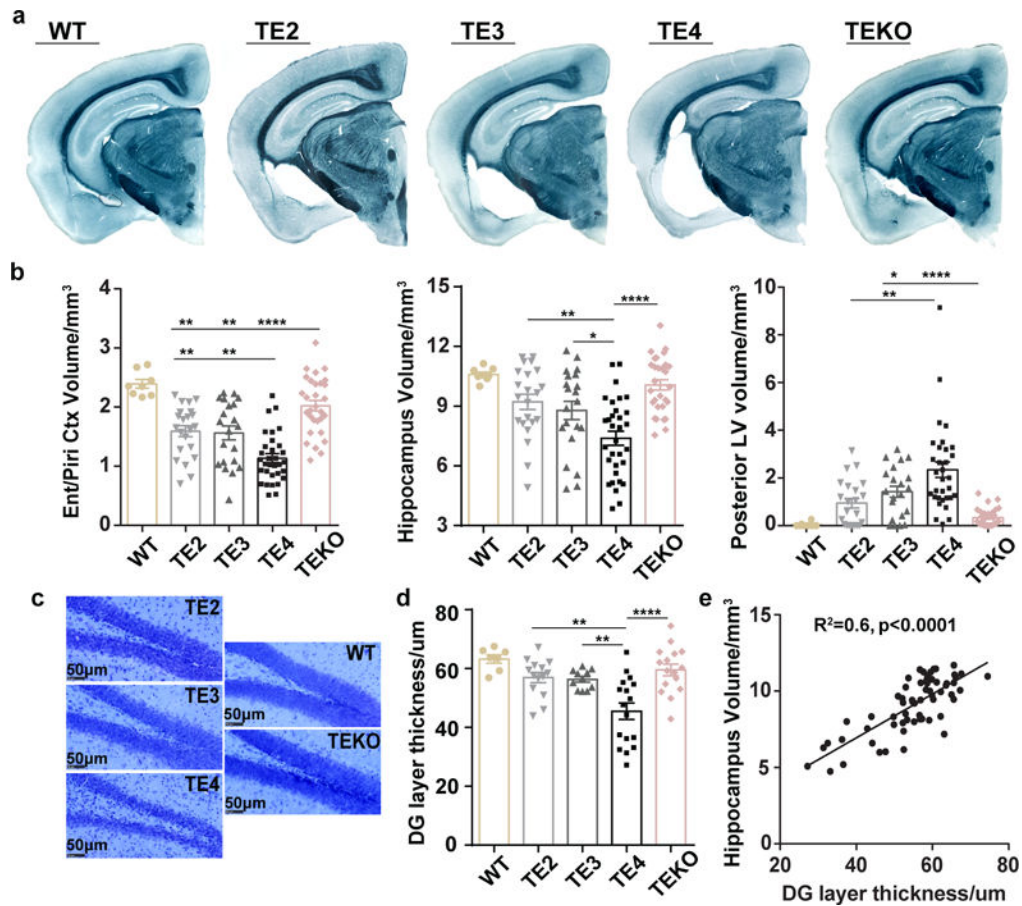 a
WT TE2 TE3 TE4 TEKO
b
Ent/Piri Ctx Volume/mm³
4
3
2
1
0
** ** ****
** **
WT TE2 TE3 TE4 TEKO
Hippocampus Volume/mm³
15
12
9
6
3
** ****
*
WT TE2 TE3 TE4 TEKO
Posterior LV volume/mm³
10
8
6
4
2
0
* ****
**
WT TE2 TE3 TE4 TEKO
c
TE2
50µm
TE3
50µm
TE4
50µm
WT
50µm
TEKO
50µm
d
DG layer thickness/um
80
60
40
20
0
** ****
**
WT TE2 TE3 TE4 TEKO
e
Hippocampus Volume/mm³
15
10
5
0
R²=0.6, p<0.0001
20 40 60 80
DG layer thickness/um